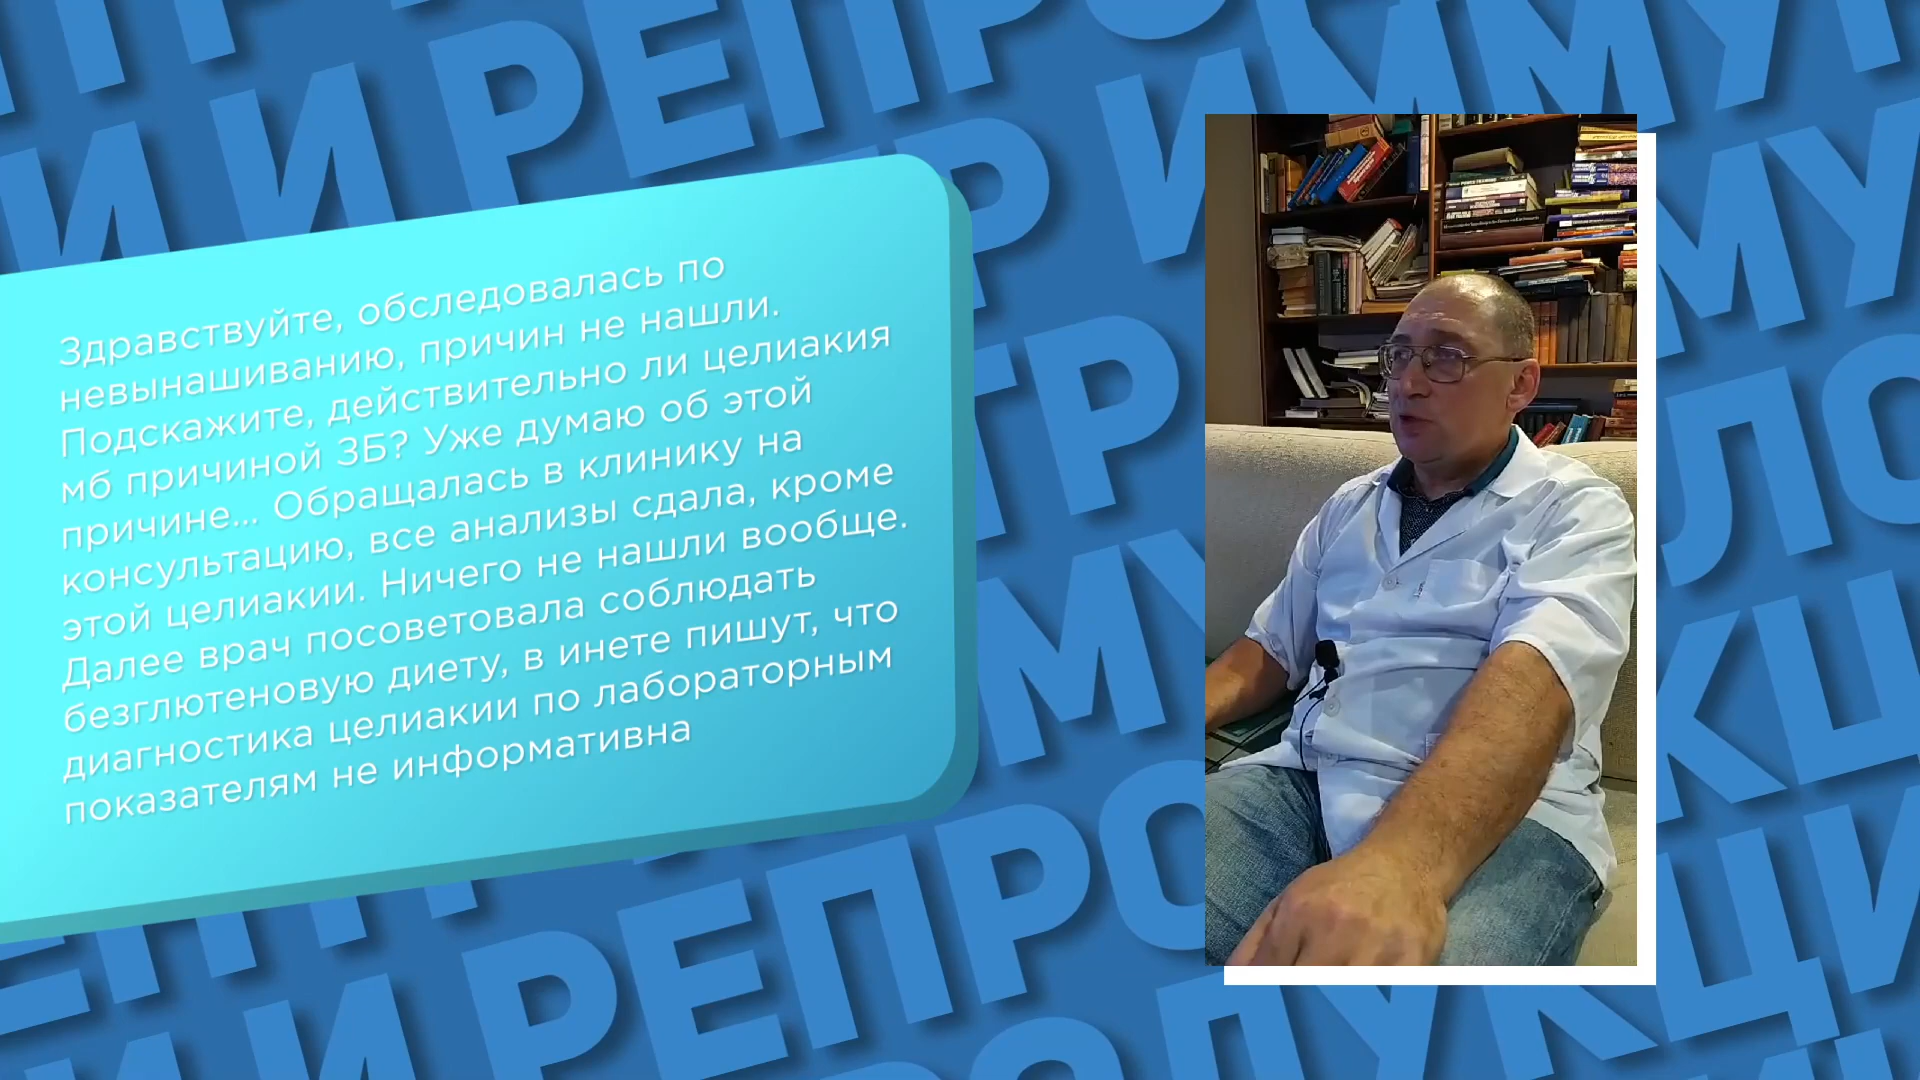 Здравствуйте, обследовалась по
невынашиванию, причин не нашли.
Подскажите, действительно ли целиакия
мб причиной ЗБ? Уже думаю об этой
причине... Обращалась в клинику на
консультацию, все анализы сдала, кроме
этой целиакии. Ничего не нашли вообще.
Далее врач посоветовала соблюдать
безглютеновую диету, в инете пишут, что
диагностика целиакии по лабораторным
показателям не информативна